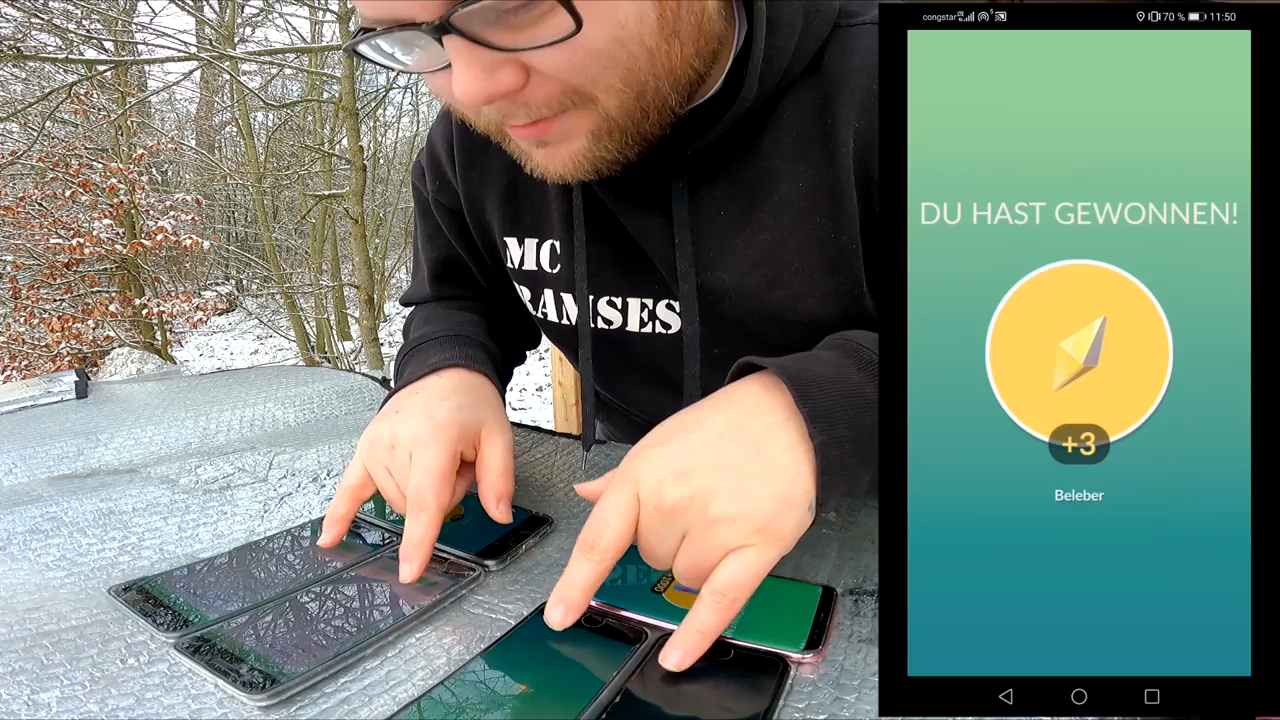 MC
RAMSES
congstar
70 % 11:50
DU HAST GEWONNEN!
+3
Beleber